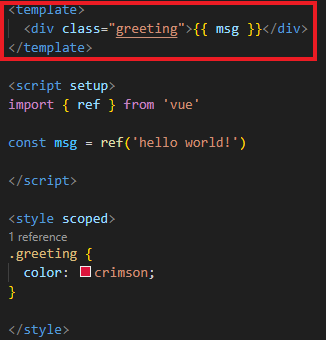 <template>
  <div class="greeting">{{ msg }}</div>
</template>
<script setup>
import { ref } from 'vue'
const msg = ref('hello world!')
</script>
<style scoped>
1 reference
.greeting {
  color: crimson;
}
</style>